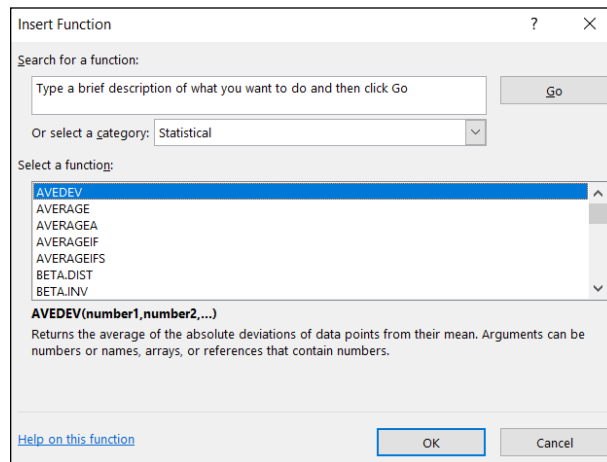 Insert Function
?
Search for a function:
Type a brief description of what you want to do and then click Go
Go
Or select a category: Statistical
Select a function:
AVEDEV
AVERAGE
AVERAGEA
AVERAGEIF
AVERAGEIFS
BETA.DIST
BETA.INV
AVEDEV(number1,number2,...)
Returns the average of the absolute deviations of data points from their mean. Arguments can be
numbers or names, arrays, or references that contain numbers.
Help on this function
OK
Cancel